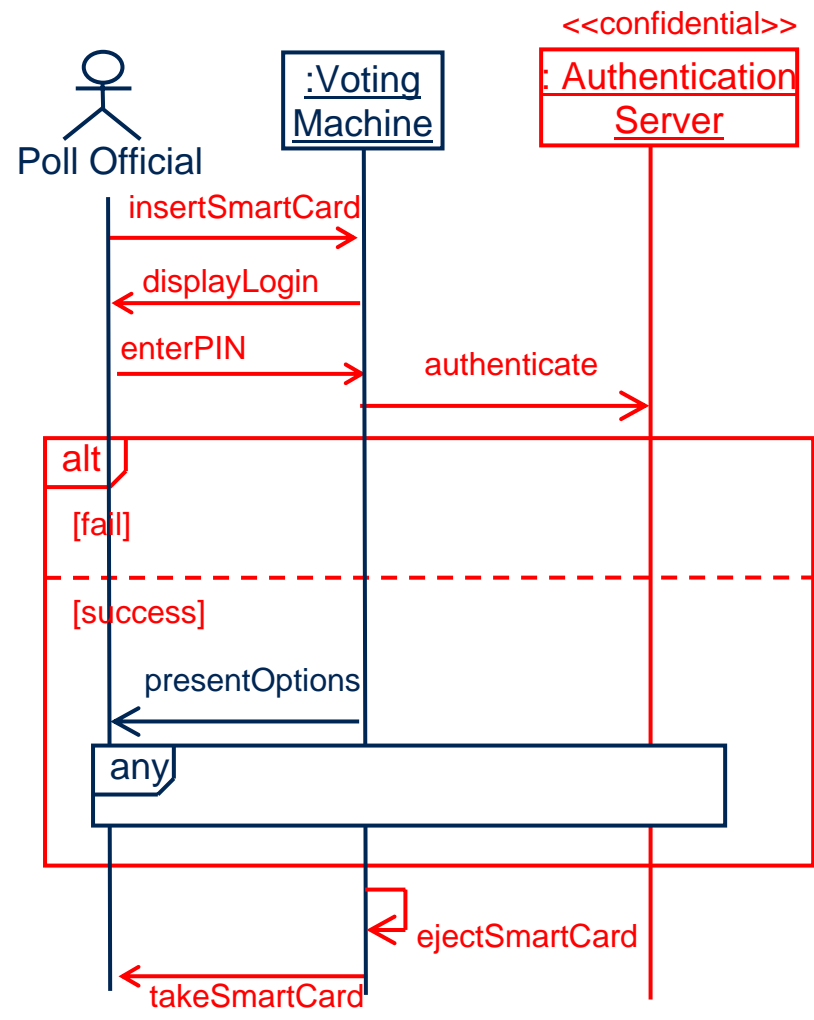 <<confidential>>
:Voting
Machine
: Authentication
Server
Poll Official
insertSmartCard
displayLogin
enterPIN
authenticate
alt
[fail]
[success]
presentOptions
any
ejectSmartCard
takeSmartCard